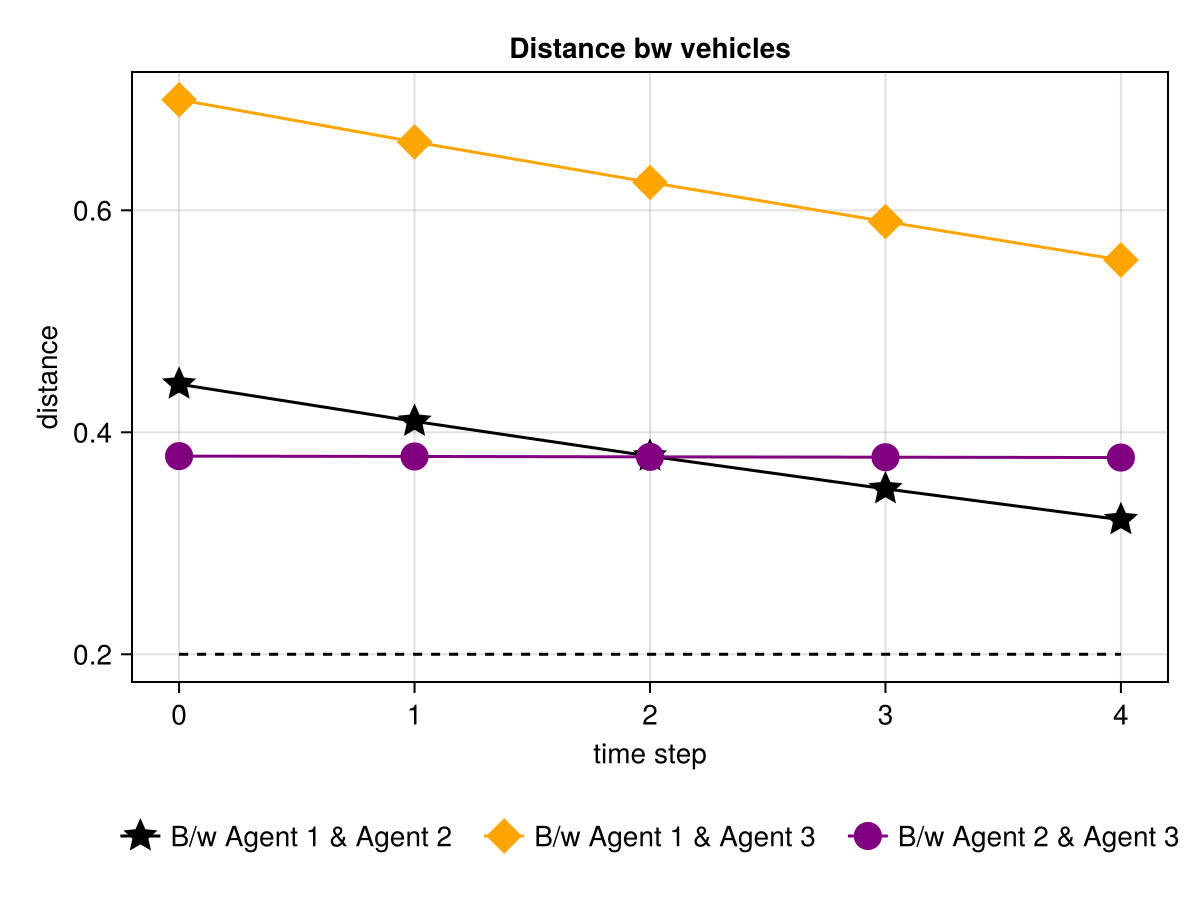 Distance bw vehicles
distance
0.6
0.4
0.2
0 1 2 3 4
time step
B/w Agent 1 & Agent 2 B/w Agent 1 & Agent 3 B/w Agent 2 & Agent 3